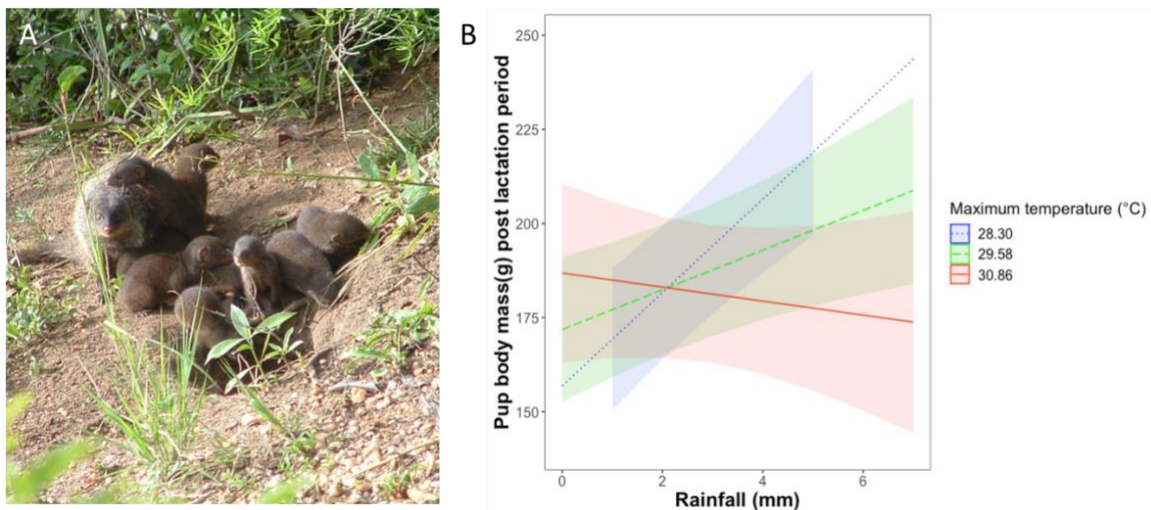 A
B
250
225
200
175
150
Pup body mass(g) post lactation period
0
2
4
6
Rainfall (mm)
Maximum temperature (°C)
28.30
29.58
30.86